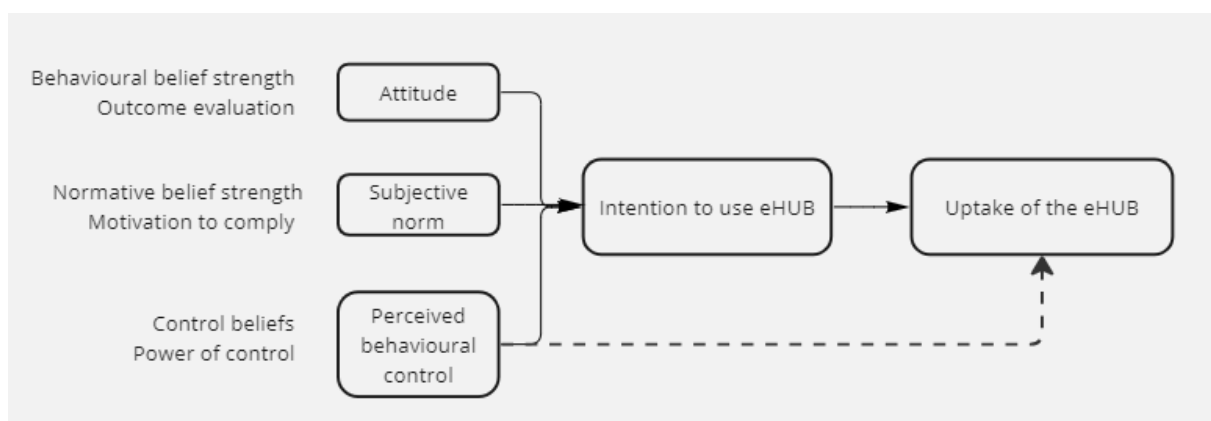 Behavioural belief strength
Outcome evaluation
Attitude
Normative belief strength
Motivation to comply
Subjective
norm
Control beliefs
Power of control
Perceived
behavioural
control
Intention to use eHUB
Uptake of the eHUB